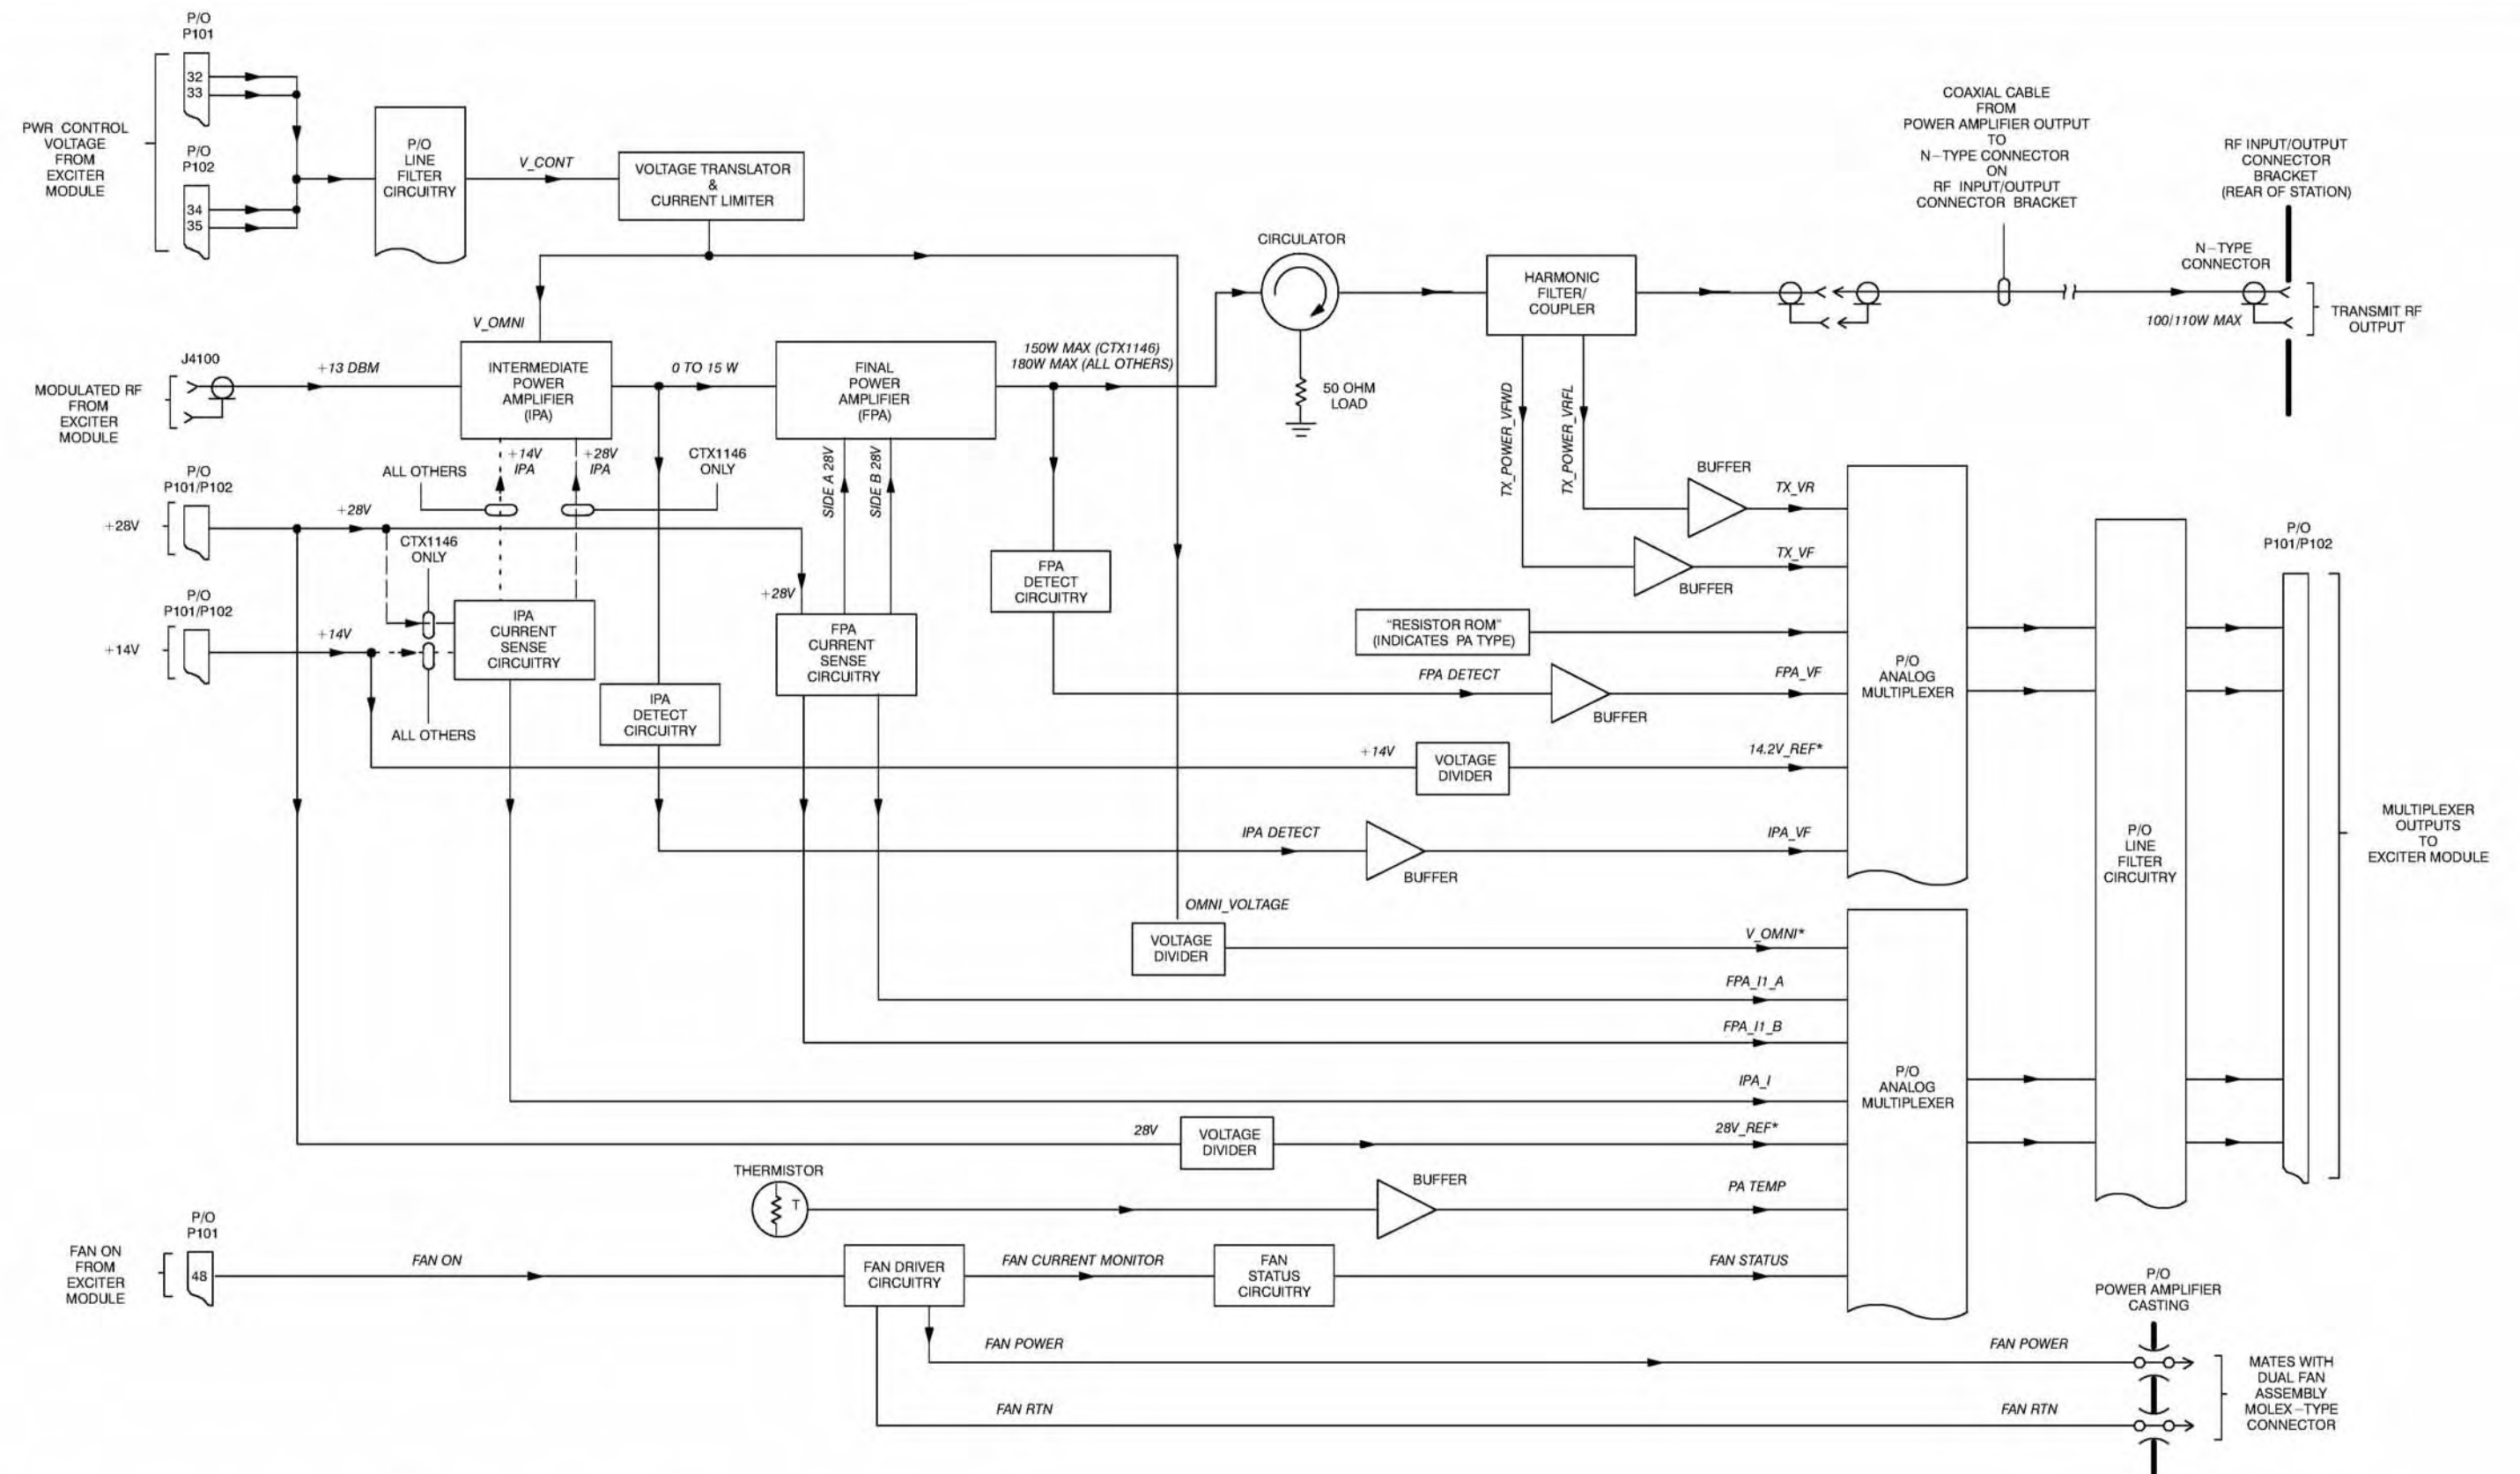 P/O
P101
32
33
PWR CONTROL
VOLTAGE
FROM
EXCITER
MODULE
P/O
P102
34
35
P/O
LINE
FILTER
CIRCUITRY
V_CONT
VOLTAGE TRANSLATOR
&
CURRENT LIMITER
V_OMNI
J4100
MODULATED RF
FROM
EXCITER
MODULE
+13 DBM
INTERMEDIATE
POWER
AMPLIFIER
(IPA)
0 TO 15 W
FINAL
POWER
AMPLIFIER
(FPA)
150W MAX (CTX1146)
180W MAX (ALL OTHERS)
CIRCULATOR
50 OHM
LOAD
HARMONIC
FILTER/
COUPLER
COAXIAL CABLE
FROM
POWER AMPLIFIER OUTPUT
TO
N-TYPE CONNECTOR
ON
RF INPUT/OUTPUT
CONNECTOR BRACKET
RF INPUT/OUTPUT
CONNECTOR
BRACKET
(REAR OF STATION)
N-TYPE
CONNECTOR
100/110W MAX
TRANSMIT RF
OUTPUT
P/O
P101/P102
+28V
+28V
ALL OTHERS
+14V
IPA
+28V
IPA
CTX1146
ONLY
SIDE A 28V
SIDE B 28V
TX_POWER_VFWD
TX_POWER_VRFL
BUFFER
TX_VR
TX_VF
BUFFER
CTX1146
ONLY
P/O
P101/P102
+14V
+14V
ALL OTHERS
IPA
CURRENT
SENSE
CIRCUITRY
IPA
DETECT
CIRCUITRY
+28V
FPA
CURRENT
SENSE
CIRCUITRY
FPA
DETECT
CIRCUITRY
"RESISTOR ROM"
(INDICATES PA TYPE)
FPA DETECT
BUFFER
FPA_VF
P/O
ANALOG
MULTIPLEXER
+14V
VOLTAGE
DIVIDER
14.2V_REF*
IPA DETECT
BUFFER
IPA_VF
P/O
LINE
FILTER
CIRCUITRY
P/O
P101/P102
MULTIPLEXER
OUTPUTS
TO
EXCITER MODULE
OMNI_VOLTAGE
VOLTAGE
DIVIDER
V_OMNI*
FPA_I1_A
FPA_I1_B
IPA_I
P/O
ANALOG
MULTIPLEXER
28V
VOLTAGE
DIVIDER
28V_REF*
THERMISTOR
T
BUFFER
PA TEMP
P/O
P101
48
FAN ON
FROM
EXCITER
MODULE
FAN ON
FAN DRIVER
CIRCUITRY
FAN CURRENT MONITOR
FAN
STATUS
CIRCUITRY
FAN STATUS
P/O
POWER AMPLIFIER
CASTING
FAN POWER
FAN POWER
FAN RTN
FAN RTN
MATES WITH
DUAL FAN
ASSEMBLY
MOLEX-TYPE
CONNECTOR